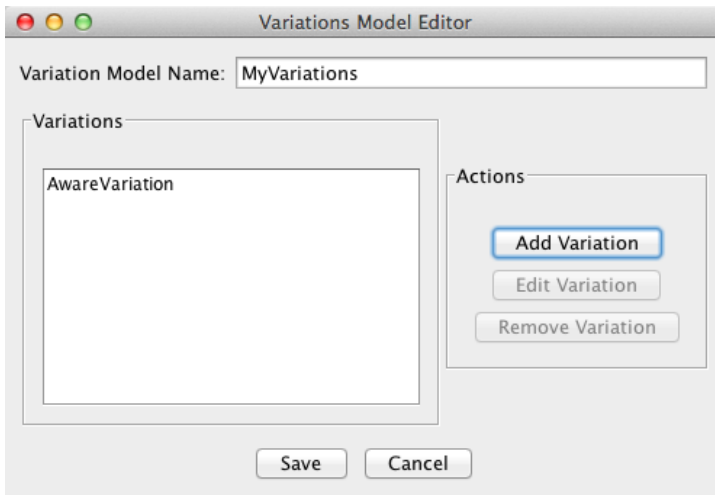 Variations Model Editor
Variation Model Name: MyVariations
Variations
AwareVariation
Actions
Add Variation
Edit Variation
Remove Variation
Save Cancel